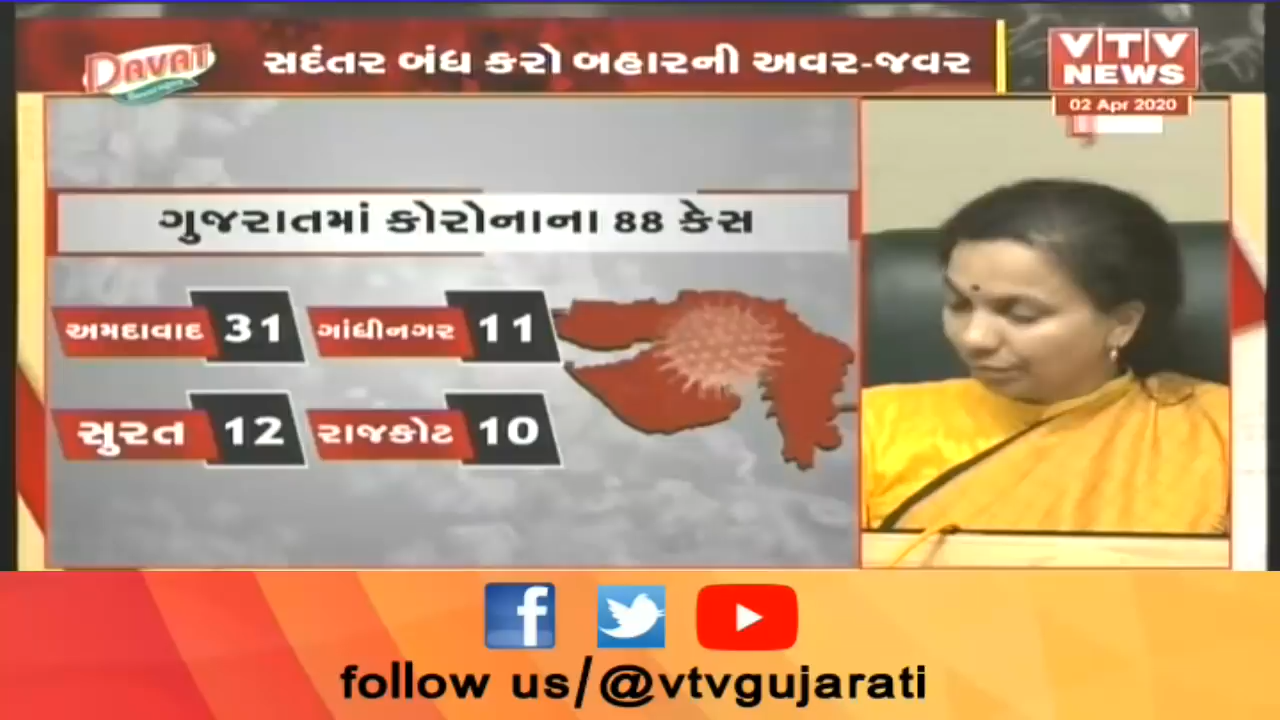 DAVAT
સદંતર બંધ કરો બહારની અવર-જવર
VTV
NEWS
02 Apr 2020
ગુજરાતમાં કોરોનાના 88 કેસ
અમદાવાદ 31
ગાંધીનગર 11
સુરત 12
રાજકોટ 10
follow us/@vtvgujarati